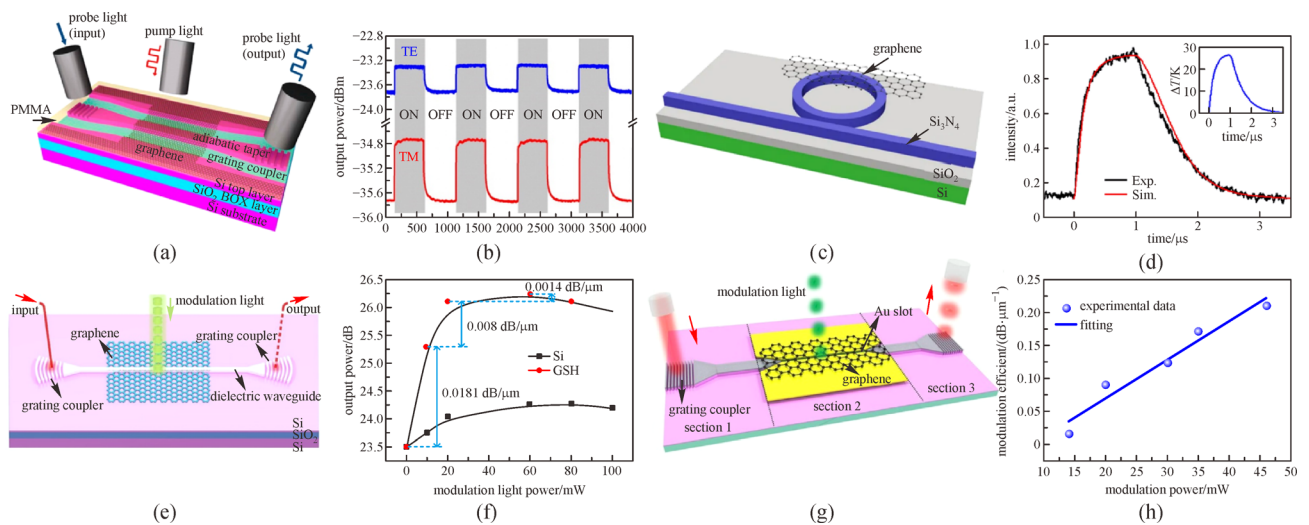 probe light
(input)
pump light
probe light
(output)
PMMA
adiabatic taper
grating coupler
graphene
Si top layer
SiO2 BOX layer
Si substrate
(a)
output power/dBm
−22.8
−23.2
−23.6
−24.0
−34.8
−35.2
−35.6
−36.0
TE
ON OFF ON OFF ON OFF ON OFF
TM
0 500 1000 1500 2000 2500 3000 3500 4000
(b)
graphene
Si3N4
SiO2
Si
(c)
intensity/a.u.
1.0
0.8
0.6
0.4
0.2
0
ΔT/K
30
20
10
0
0 1 2 3
time/μs
Exp.
Sim.
0 1 2 3
time/μs
(d)
input
modulation light
output
graphene
grating coupler
grating coupler
dielectric waveguide
Si
SiO2
Si
(e)
output power/dB
26.5
26.0
25.5
25.0
24.5
24.0
23.5
0.0014 dB/μm
0.008 dB/μm
0.0181 dB/μm
Si
GSH
0 20 40 60 80 100
modulation light power/mW
(f)
modulation light
Au slot
graphene
grating coupler
section 1
section 2
section 3
(g)
modulation efficient/(dB·μm−1)
0.25
0.20
0.15
0.10
0.05
0
experimental data
fitting
10 15 20 25 30 35 40 45 50
modulation power/mW
(h)